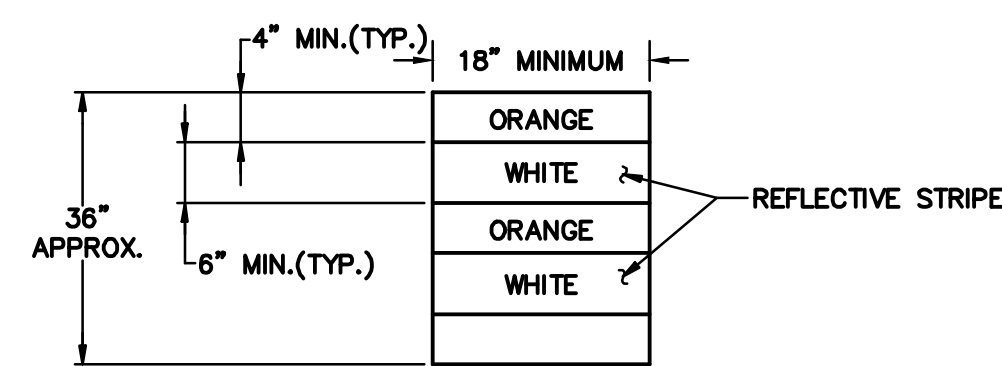 4" MIN.(TYP.)
18" MINIMUM
ORANGE
WHITE
REFLECTIVE STRIPE
36"
APPROX.
ORANGE
6" MIN.(TYP.)
WHITE